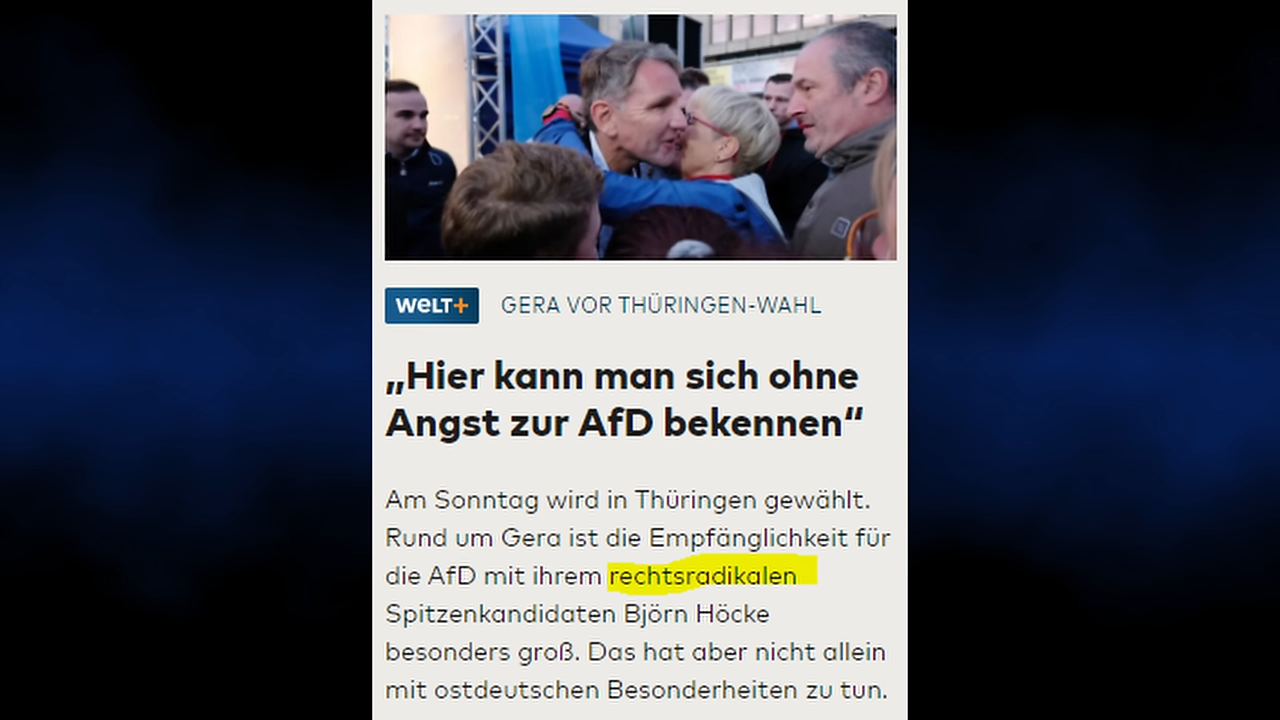 WELT+ GERA VOR THÜRINGEN-WAHL
„Hier kann man sich ohne
Angst zur AfD bekennen“
Am Sonntag wird in Thüringen gewählt.
Rund um Gera ist die Empfänglichkeit für
die AfD mit ihrem rechtsradikalen
Spitzenkandidaten Björn Höcke
besonders groß. Das hat aber nicht allein
mit ostdeutschen Besonderheiten zu tun.